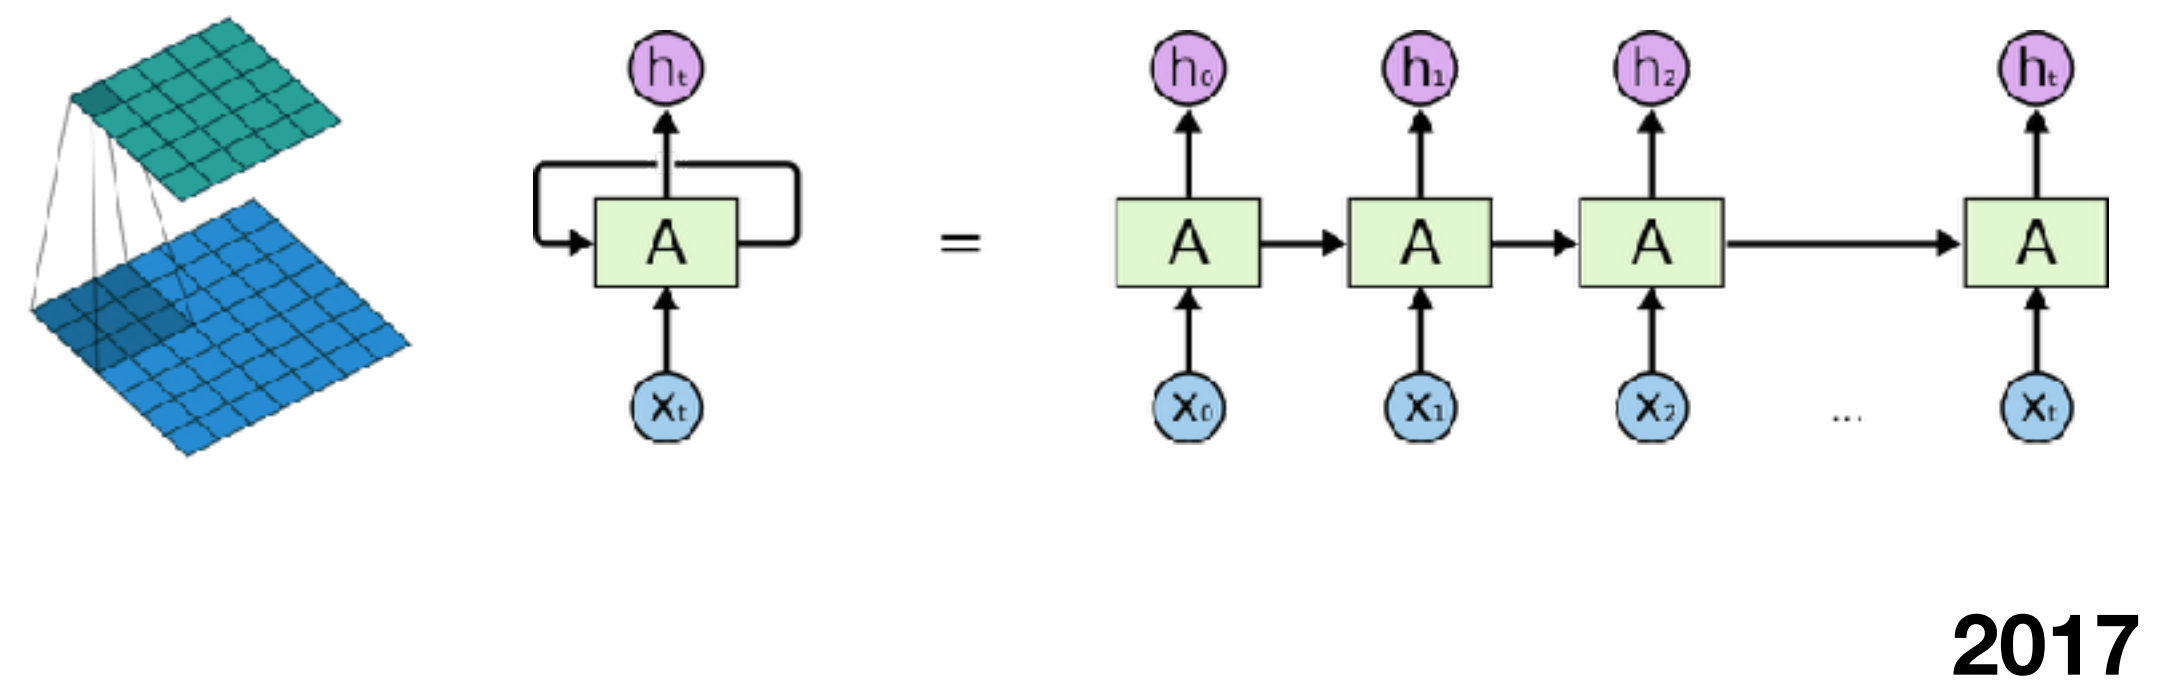 hₜ h₀ h₁ h₂ hₜ
A = A A A A
xₜ x₀ x₁ x₂ ... xₜ
2017